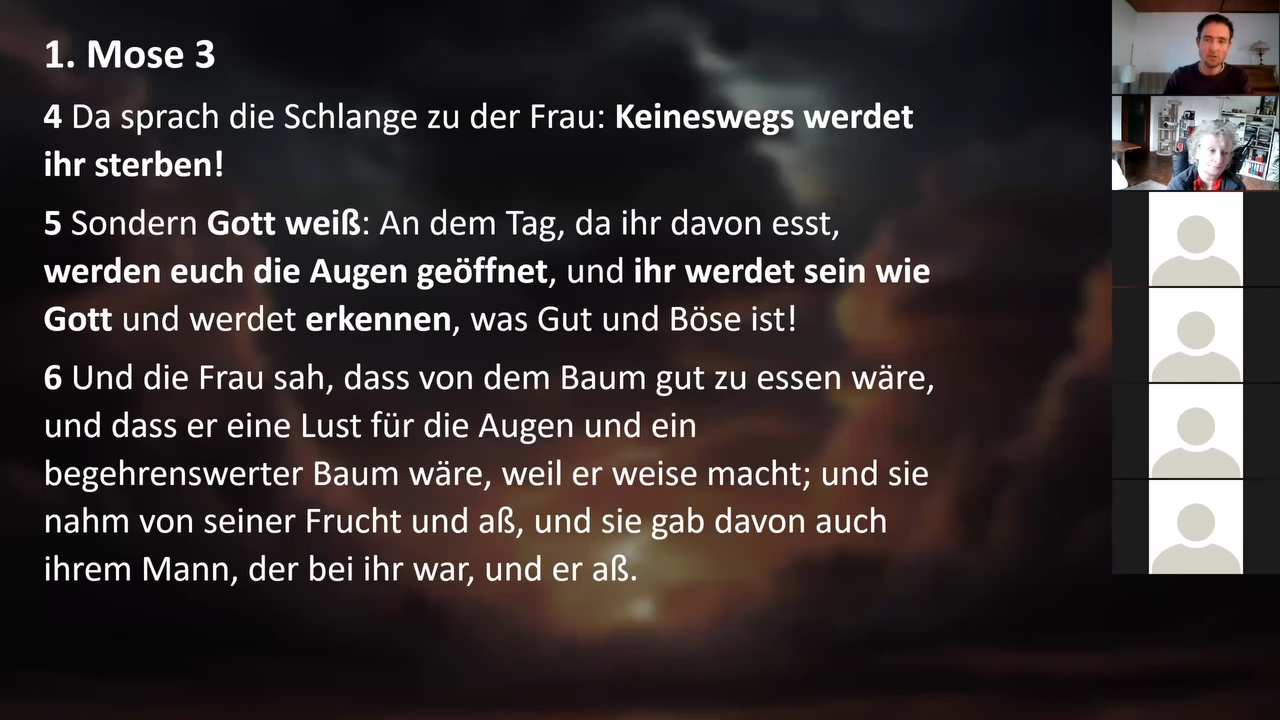 1. Mose 3
4 Da sprach die Schlange zu der Frau: Keineswegs werdet
ihr sterben!
5 Sondern Gott weiß: An dem Tag, da ihr davon esst,
werden euch die Augen geöffnet, und ihr werdet sein wie
Gott und werdet erkennen, was Gut und Böse ist!
6 Und die Frau sah, dass von dem Baum gut zu essen wäre,
und dass er eine Lust für die Augen und ein
begehrenswerter Baum wäre, weil er weise macht; und sie
nahm von seiner Frucht und aß, und sie gab davon auch
ihrem Mann, der bei ihr war, und er aß.